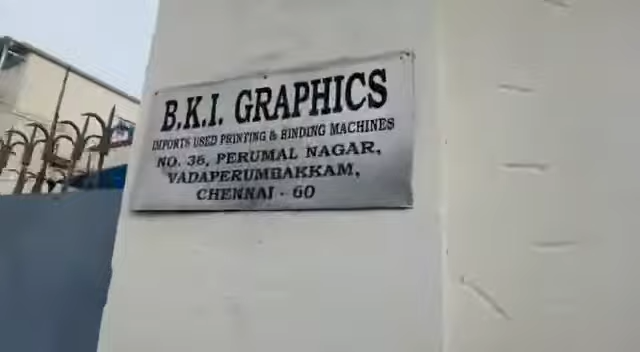 B.K.I. GRAPHICS
IMPORTS USED PRINTING & BINDING MACHINES
NO. 36, PERUMAL NAGAR,
VADAPERUMBAKKAM,
CHENNAI - 60